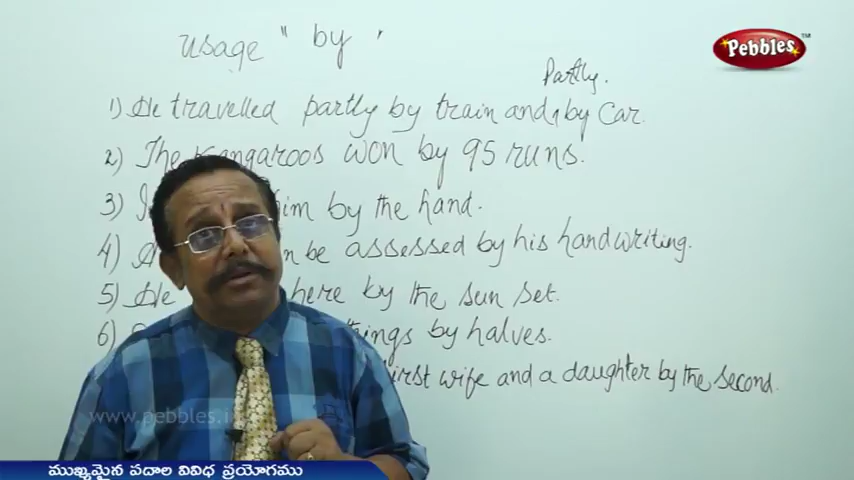 usage " by '
Partly.
1) He travelled partly by train and, by Car.
2) The Kangaroos won by 95 runs.
3) him by the hand.
4) be assessed by his handwriting.
5) He here by the sun set.
6) things by halves.
first wife and a daughter by the second.
Pebbles™
www.pebbles.in
ముఖ్యమైన పదాల వివిధ ప్రయోగము